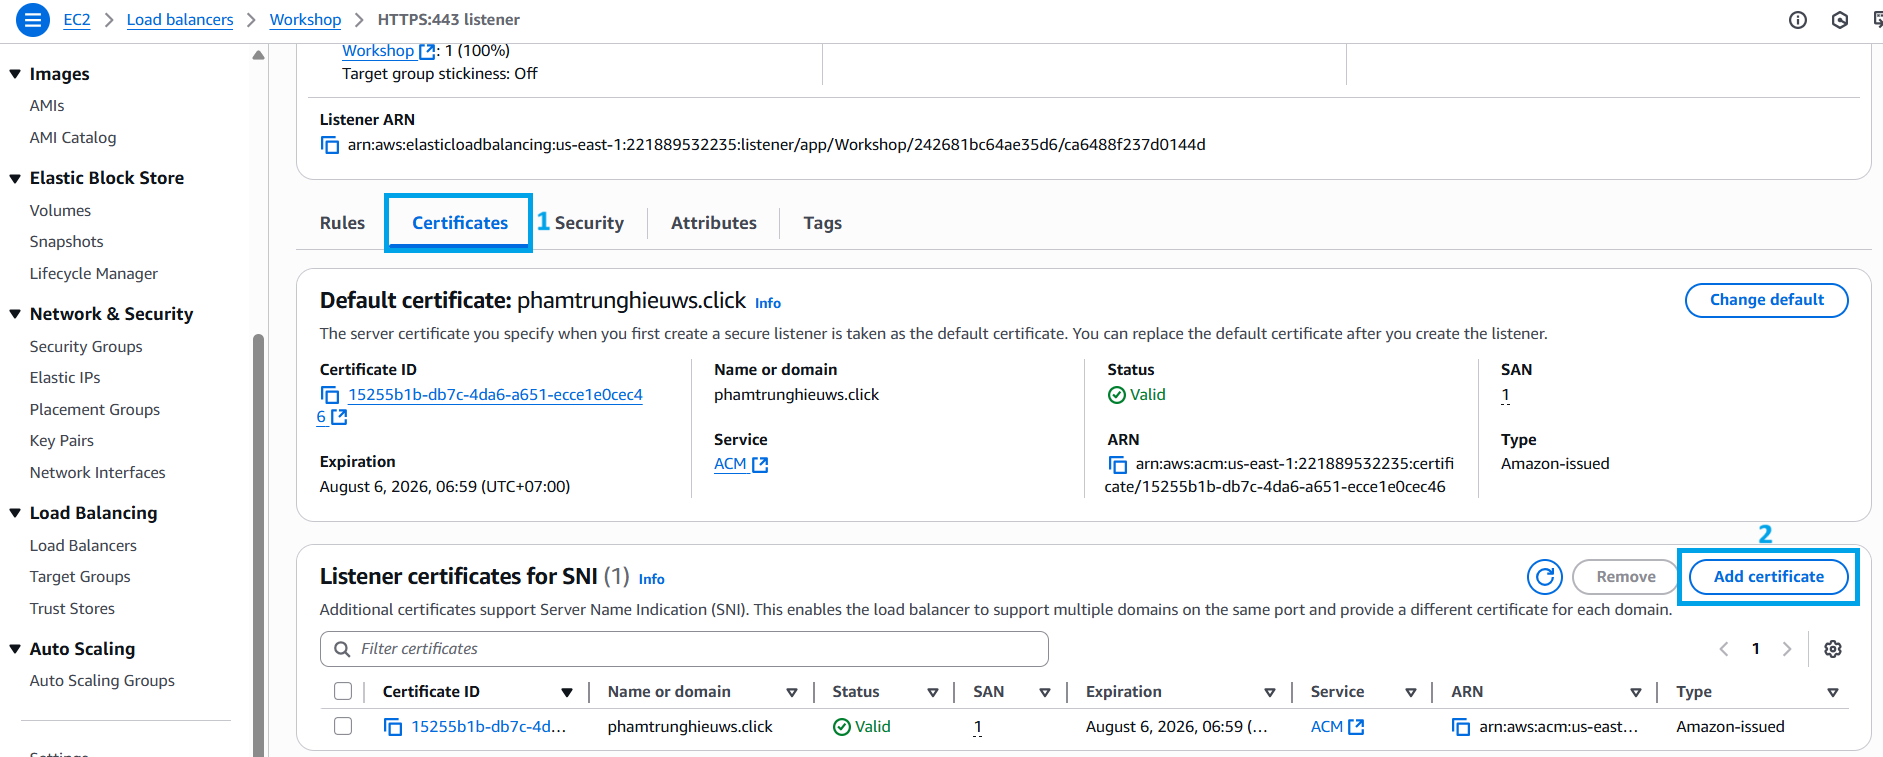 EC2 > Load balancers > Workshop > HTTPS:443 listener
Images
AMIs
AMI Catalog
Elastic Block Store
Volumes
Snapshots
Lifecycle Manager
Network & Security
Security Groups
Elastic IPs
Placement Groups
Key Pairs
Network Interfaces
Load Balancing
Load Balancers
Target Groups
Trust Stores
Auto Scaling
Auto Scaling Groups
Settings
Workshop : 1 (100%)
Target group stickiness: Off
Listener ARN
arn:aws:elasticloadbalancing:us-east-1:221889532235:listener/app/Workshop/242681bc64ae35d6/ca6488f237d0144d
Rules Certificates 1 Security Attributes Tags
Default certificate: phamtrunghieuws.click Info
Change default
The server certificate you specify when you first create a secure listener is taken as the default certificate. You can replace the default certificate after you create the listener.
Certificate ID
15255b1b-db7c-4da6-a651-ecce1e0cec4
6
Expiration
August 6, 2026, 06:59 (UTC+07:00)
Name or domain
phamtrunghieuws.click
Service
ACM
Status
Valid
ARN
arn:aws:acm:us-east-1:221889532235:certifi
cate/15255b1b-db7c-4da6-a651-ecce1e0cec46
SAN
1
Type
Amazon-issued
2
Listener certificates for SNI (1) Info
Remove Add certificate
Additional certificates support Server Name Indication (SNI). This enables the load balancer to support multiple domains on the same port and provide a different certificate for each domain.
Filter certificates
1
Certificate ID Name or domain Status SAN Expiration Service ARN Type
15255b1b-db7c-4d... phamtrunghieuws.click Valid 1 August 6, 2026, 06:59 (... ACM arn:aws:acm:us-east... Amazon-issued